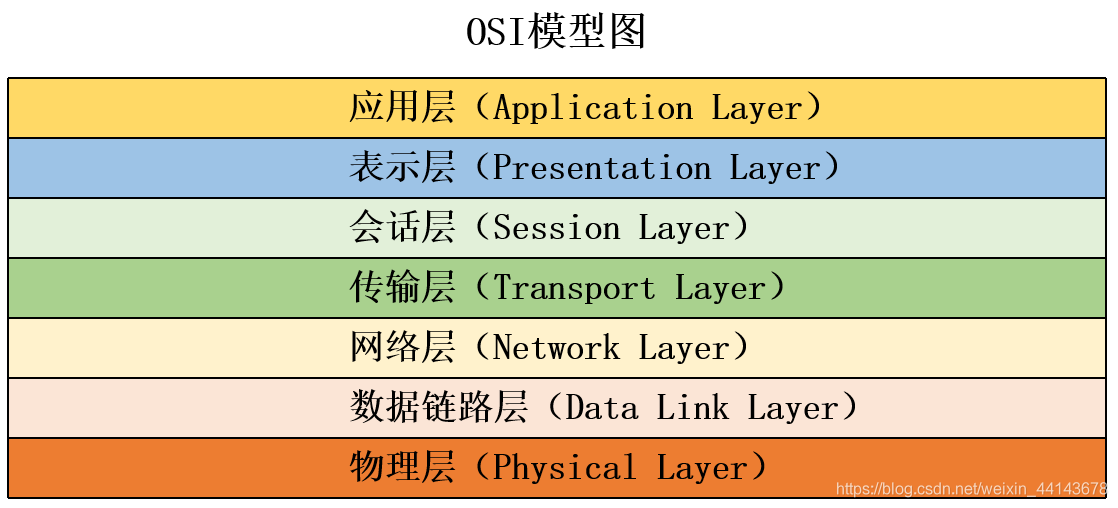 OSI模型图
应用层（Application Layer）
表示层（Presentation Layer）
会话层（Session Layer）
传输层（Transport Layer）
网络层（Network Layer）
数据链路层（Data Link Layer）
物理层（Physical Layer）
https://blog.csdn.net/weixin_44143678